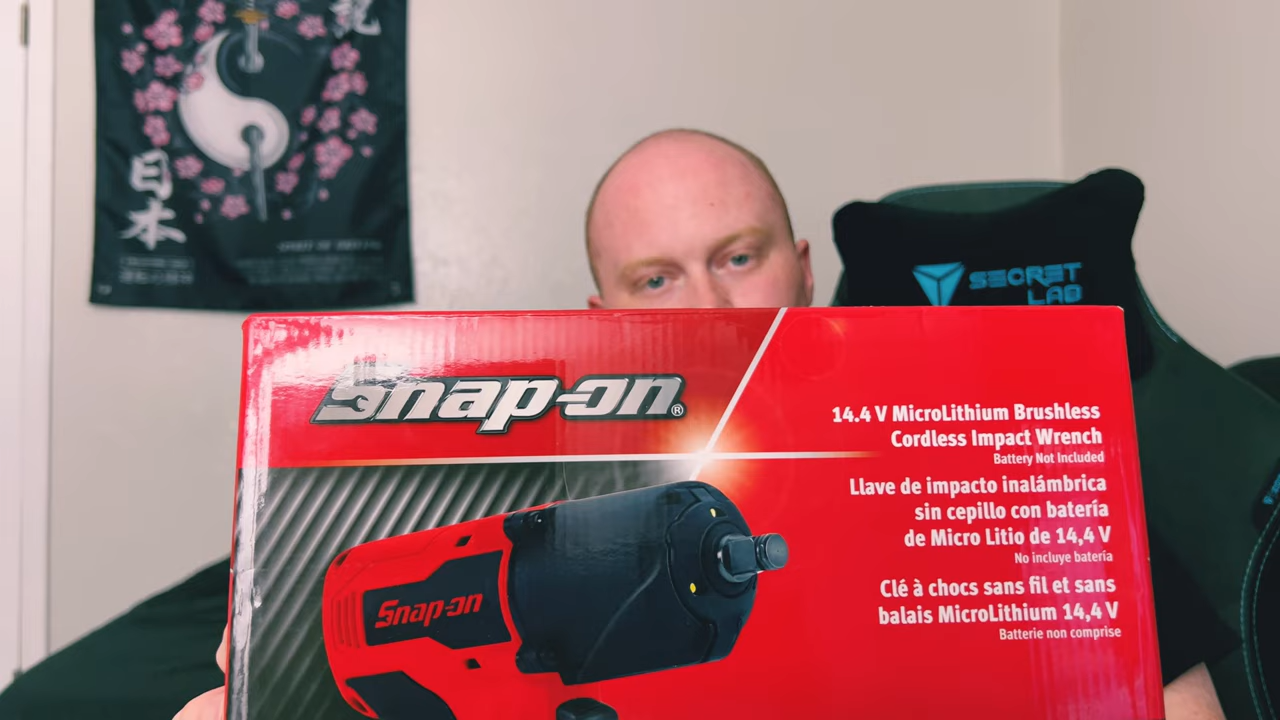 日本
SECRET
LAB
Snap-on®
14.4 V MicroLithium Brushless
Cordless Impact Wrench
Battery Not Included
Llave de impacto inalámbrica
sin cepillo con batería
de Micro Litio de 14,4 V
No incluye batería
Clé à chocs sans fil et sans
balais MicroLithium 14,4 V
Batterie non comprise
Snap-on